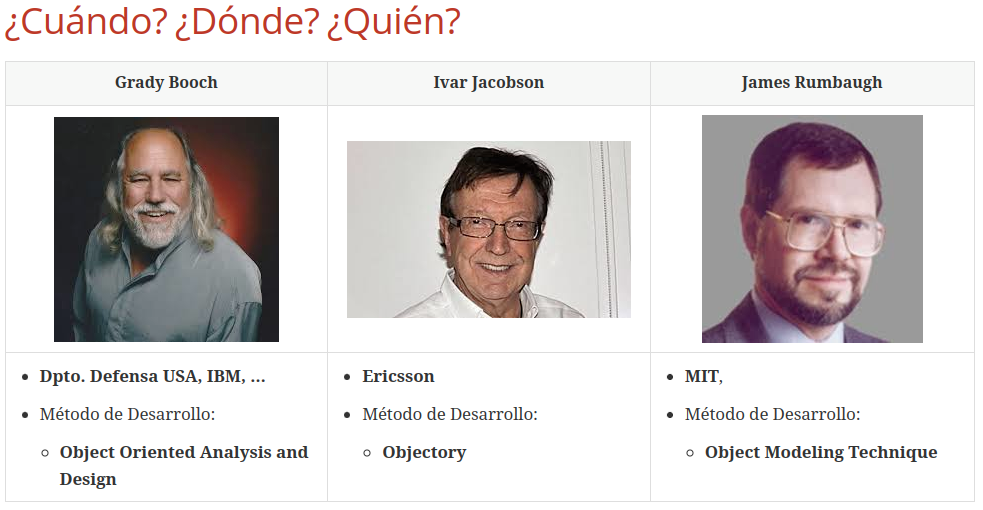 ¿Cuándo? ¿Dónde? ¿Quién?
Grady Booch
Ivar Jacobson
James Rumbaugh
Dpto. Defensa USA, IBM, ...
Método de Desarrollo:
Object Oriented Analysis and
Design
Ericsson
Método de Desarrollo:
Objectory
MIT,
Método de Desarrollo:
Object Modeling Technique